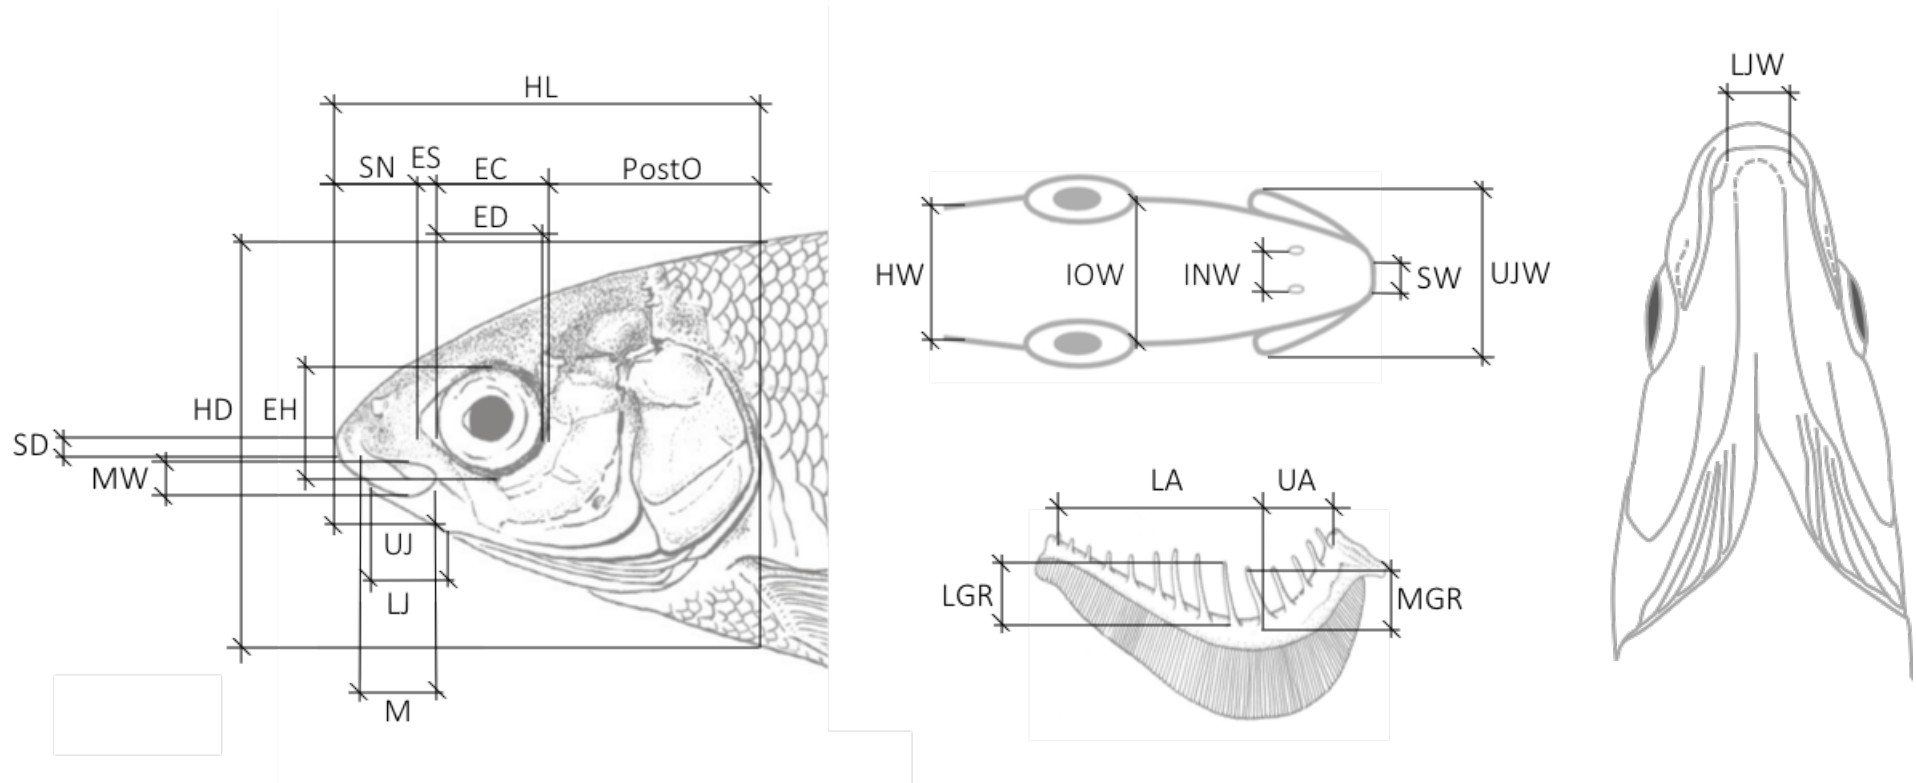 HL
SN ES EC PostO
ED
HD EH
SD
MW
UJ
LJ
M
HW IOW INW SW UJW
LA UA
LGR MGR
LJW